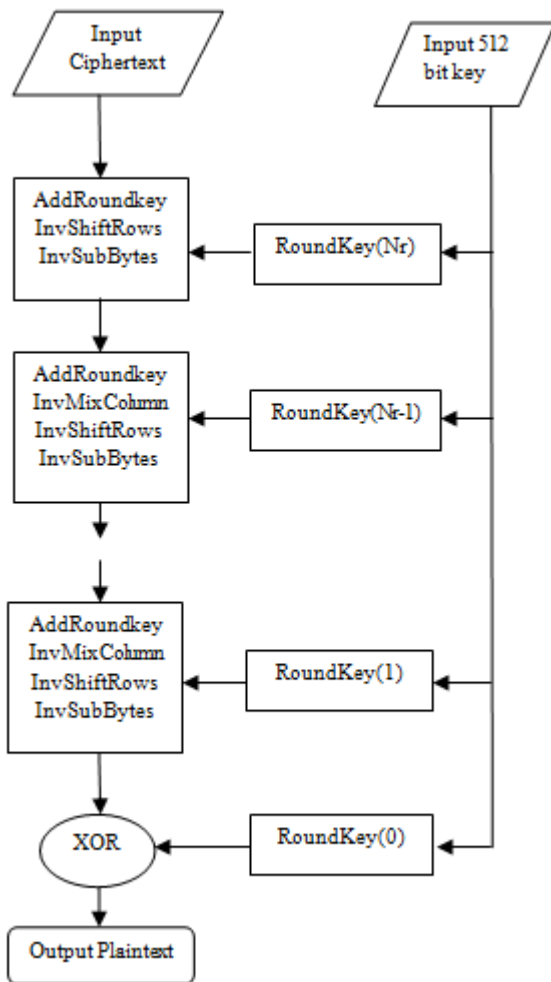 Input
Ciphertext
Input 512
bit key
AddRoundkey
InvShiftRows
InvSubBytes
RoundKey(Nr)
AddRoundkey
InvMixColumn
InvShiftRows
InvSubBytes
RoundKey(Nr-1)
AddRoundkey
InvMixColumn
InvShiftRows
InvSubBytes
RoundKey(1)
XOR
RoundKey(0)
Output Plaintext